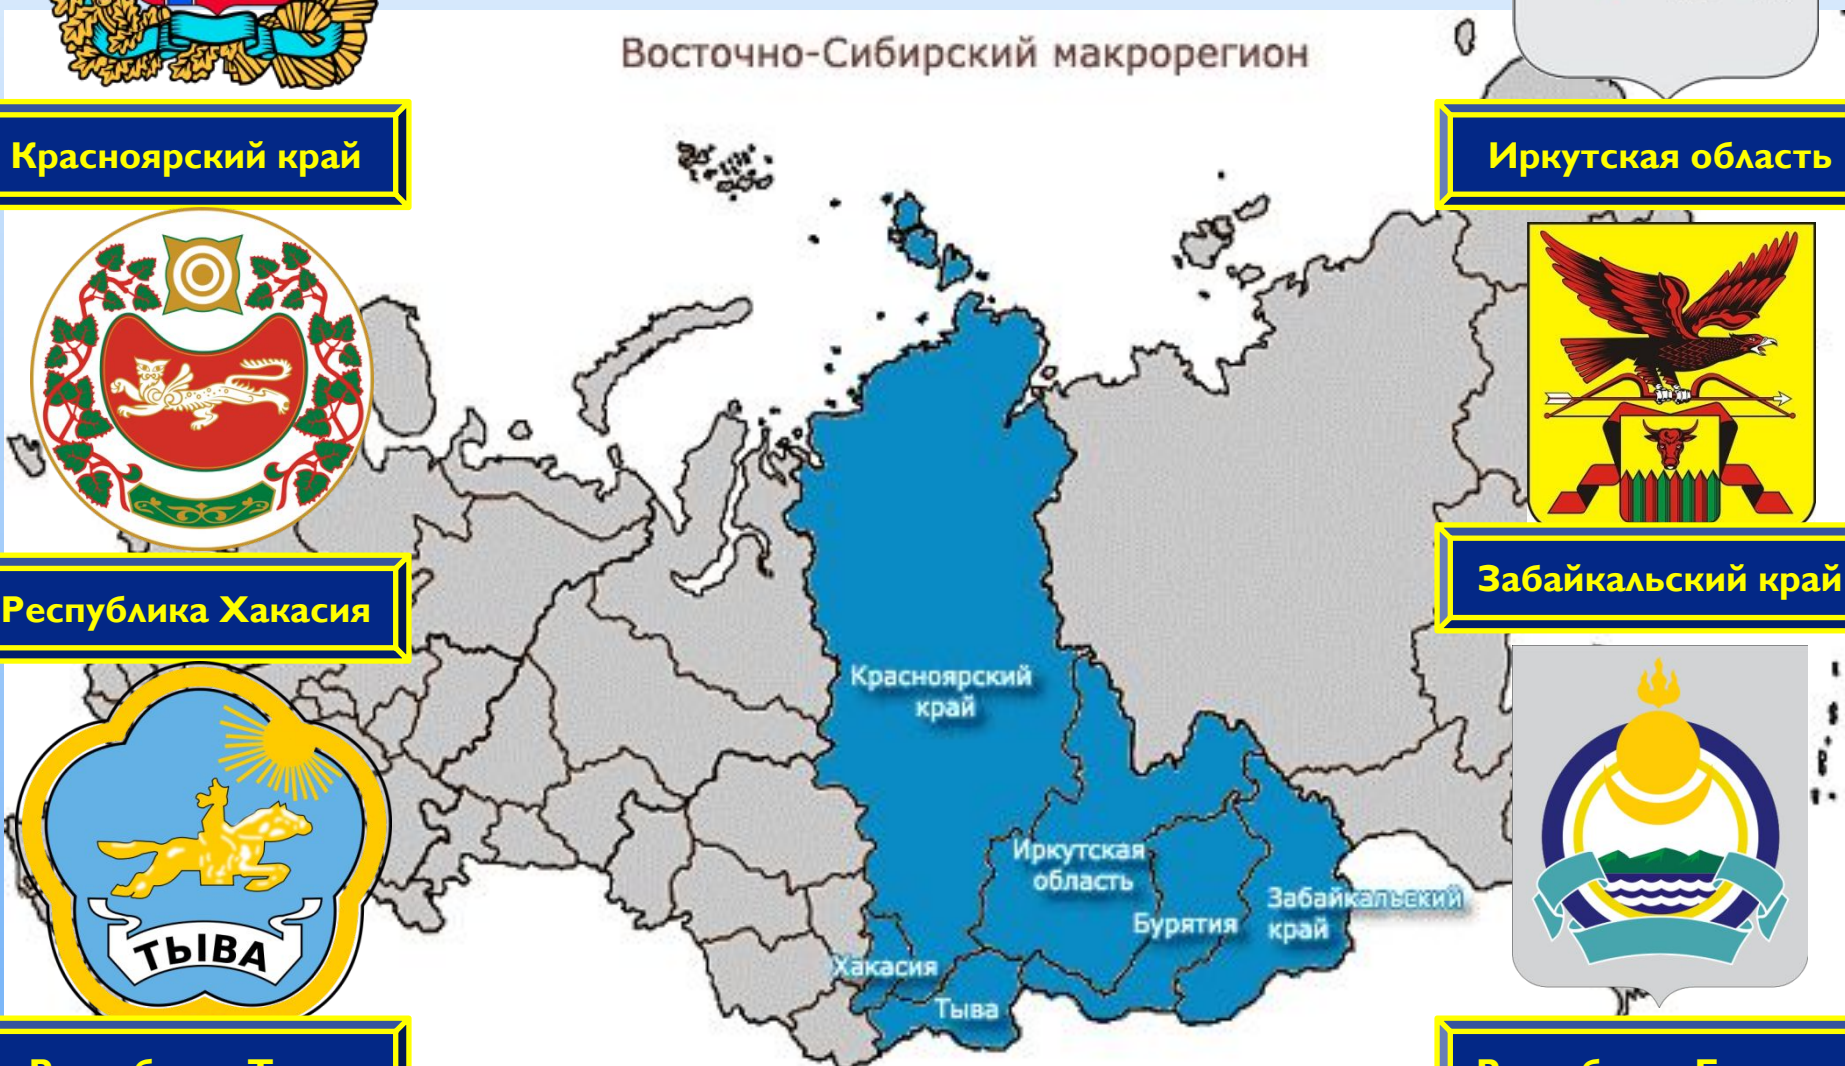 Восточно-Сибирский макрорегион
Красноярский край
Иркутская область
Республика Хакасия
Забайкальский край
ТЫВА
Красноярский
край
Иркутская
область
Бурятия
Забайкальский
край
Хакасия
Тыва